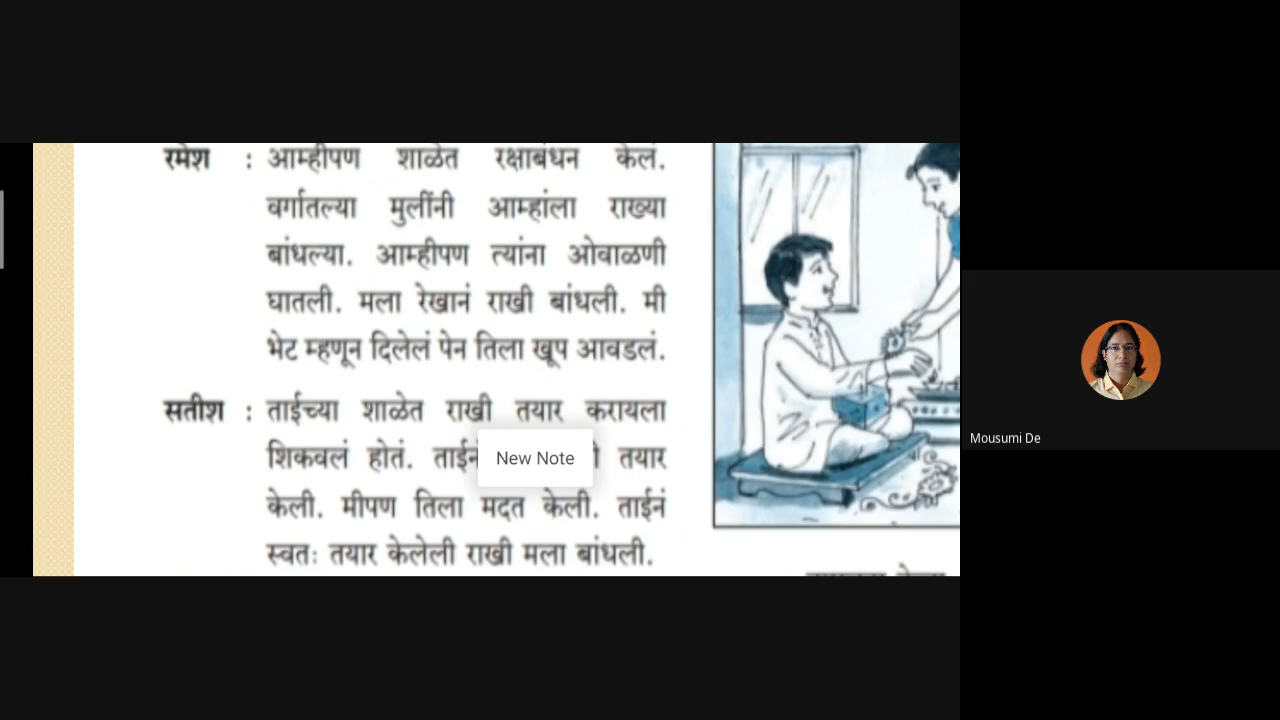 रमेश : आम्हीपण शाळेत रक्षाबंधन केलं.
वर्गातल्या मुलींनी आम्हांला राख्या
बांधल्या. आम्हीपण त्यांना ओवाळणी
घातली. मला रेखानं राखी बांधली. मी
भेट म्हणून दिलेलं पेन तिला खूप आवडलं.
सतीश : ताईच्या शाळेत राखी तयार करायला
शिकवलं होतं. तयार
New Note
केली. मीपण तिला मदत केली. ताईनं
स्वतः तयार केलेली राखी मला बांधली.
Mousumi De